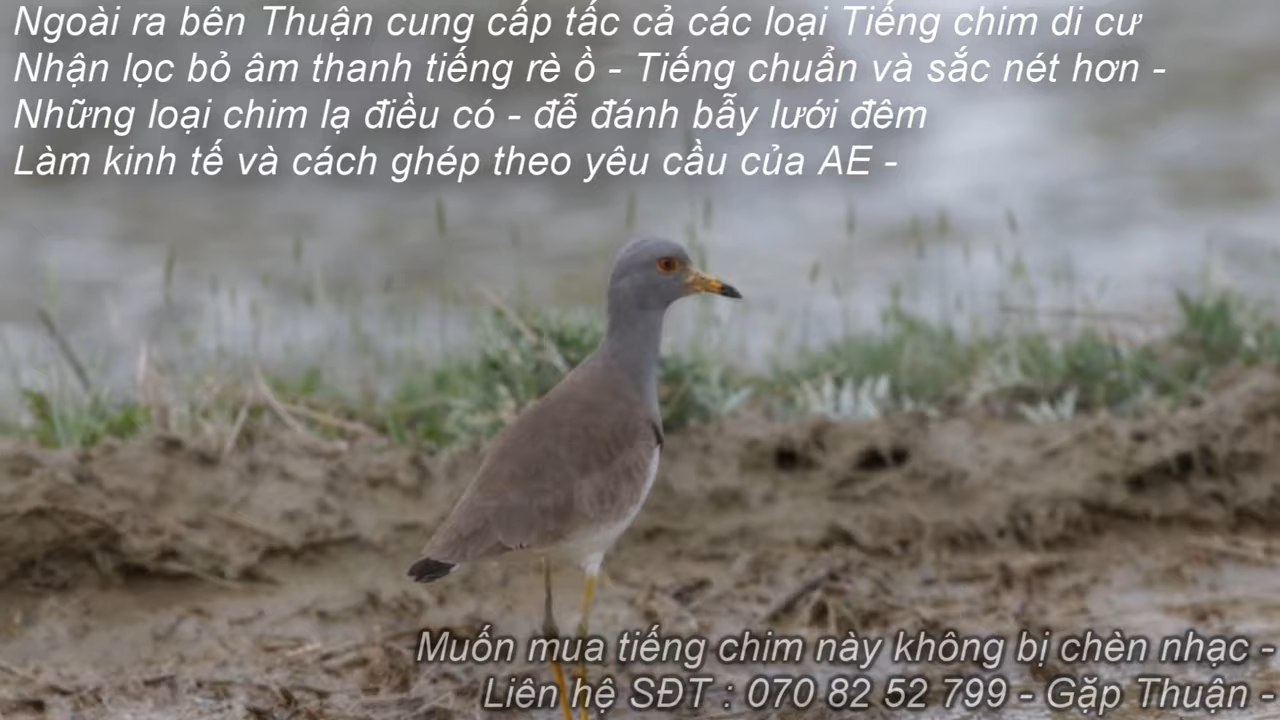 Ngoài ra bên Thuận cung cấp tấc cả các loại Tiếng chim di cư
Nhận lọc bỏ âm thanh tiếng rè ồ - Tiếng chuẩn và sắc nét hơn -
Những loại chim lạ điều có - đễ đánh bẫy lưới đêm
Làm kinh tế và cách ghép theo yêu cầu của AE -
Muốn mua tiếng chim này không bị chèn nhạc -
Liên hệ SĐT : 070 82 52 799 - Gặp Thuận -